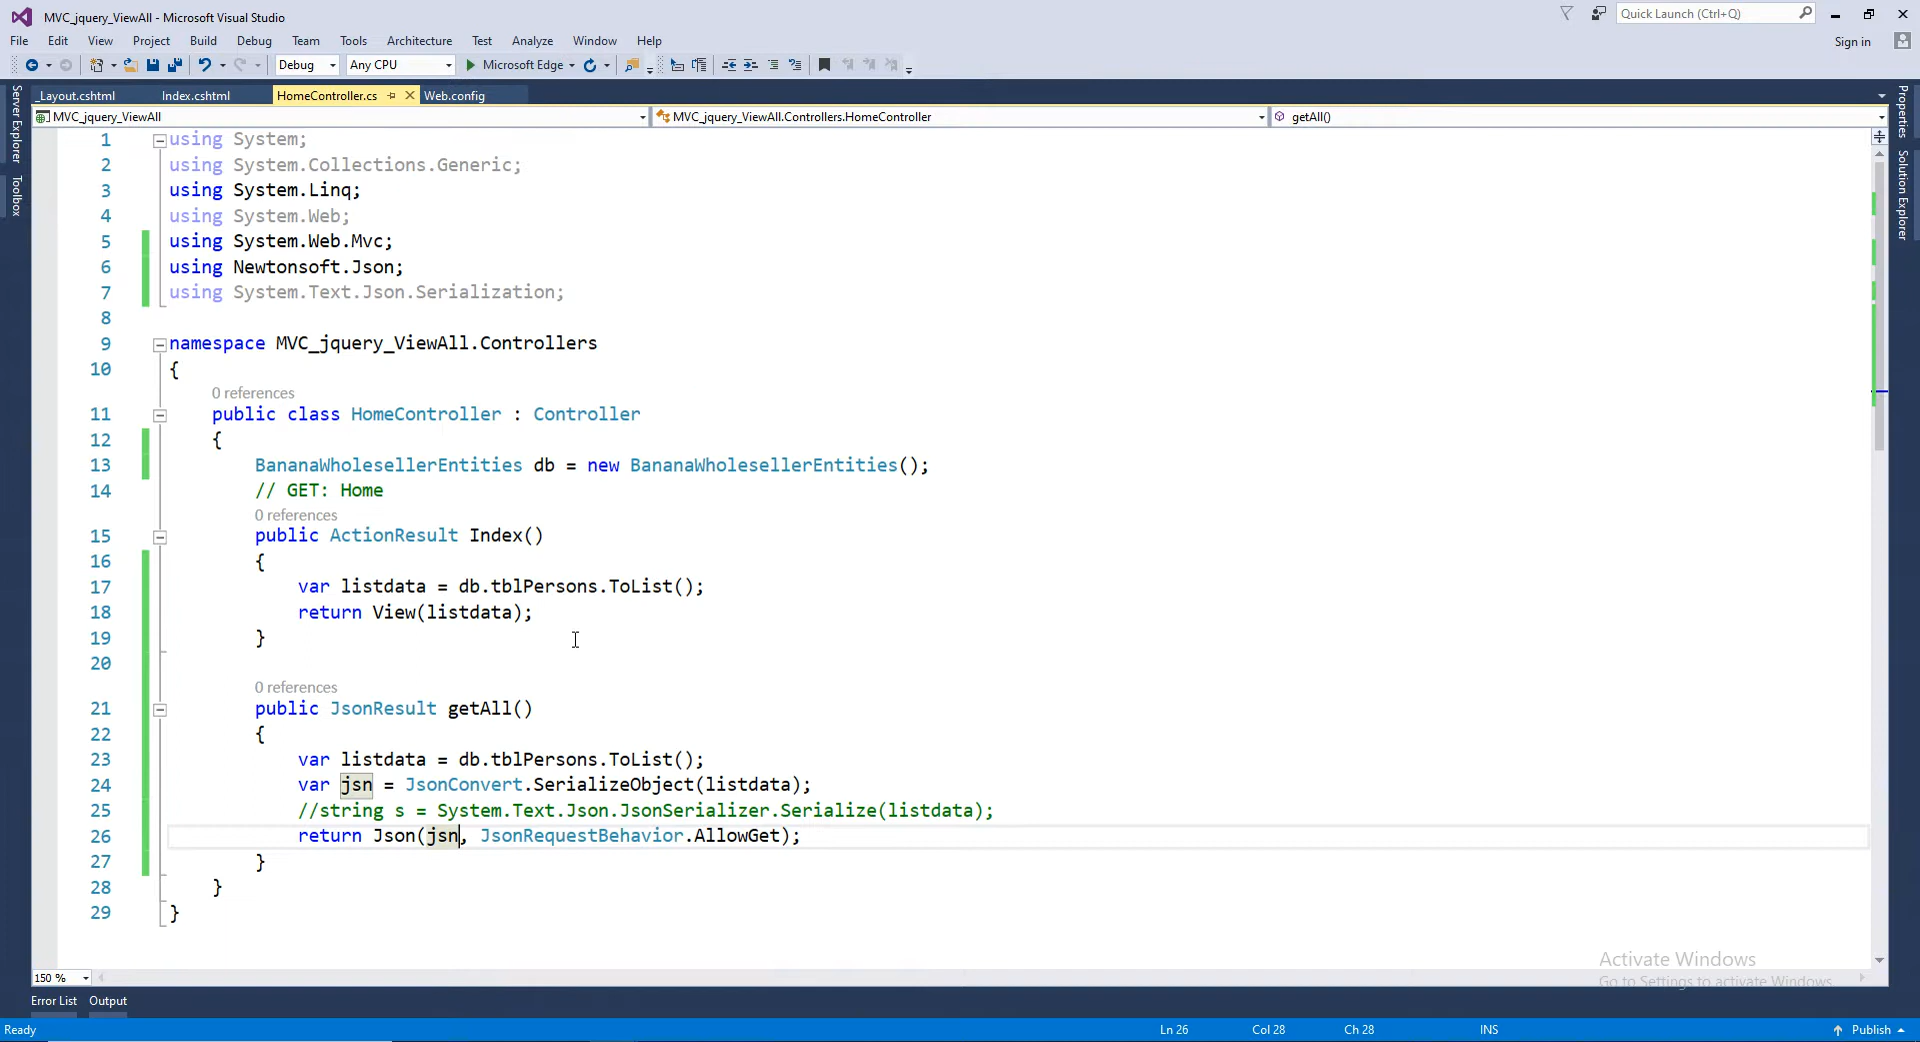 MVC_jquery_ViewAll - Microsoft Visual Studio
Quick Launch (Ctrl+Q)
File Edit View Project Build Debug Team Tools Architecture Test Analyze Window Help
Sign in
Debug Any CPU Microsoft Edge
_Layout.cshtml Index.cshtml HomeController.cs Web.config
MVC_jquery_ViewAll MVC_jquery_ViewAll.Controllers.HomeController getAll()
Server Explorer
Toolbox
Properties
Solution Explorer
1 using System;
2 using System.Collections.Generic;
3 using System.Linq;
4 using System.Web;
5 using System.Web.Mvc;
6 using Newtonsoft.Json;
7 using System.Text.Json.Serialization;
8
9 namespace MVC_jquery_ViewAll.Controllers
10 {
0 references
11 public class HomeController : Controller
12 {
13 BananaWholesellerEntities db = new BananaWholesellerEntities();
14 // GET: Home
0 references
15 public ActionResult Index()
16 {
17 var listdata = db.tblPersons.ToList();
18 return View(listdata);
19 }
20
0 references
21 public JsonResult getAll()
22 {
23 var listdata = db.tblPersons.ToList();
24 var jsn = JsonConvert.SerializeObject(listdata);
25 //string s = System.Text.Json.JsonSerializer.Serialize(listdata);
26 return Json(jsn, JsonRequestBehavior.AllowGet);
27 }
28 }
29 }
Activate Windows
Go to Settings to activate Windows.
150 %
Error List Output
Ready Ln 26 Col 28 Ch 28 INS Publish